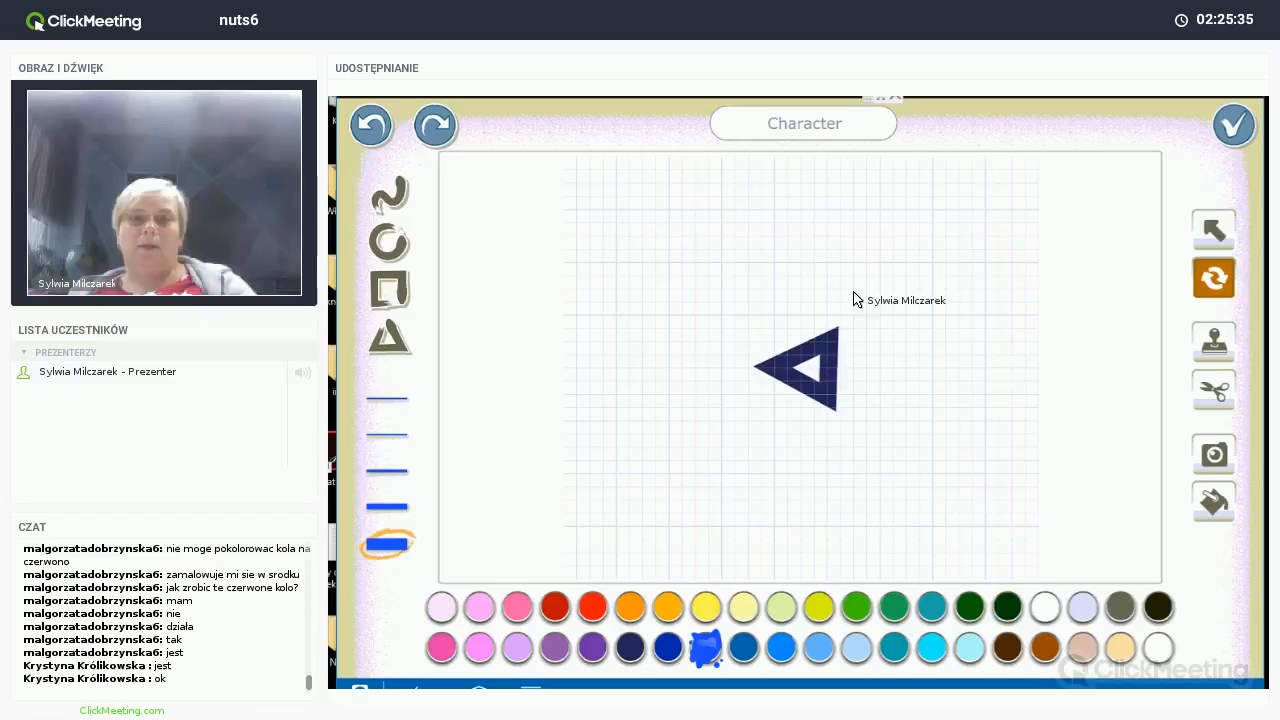 ClickMeeting
nuts6
02:25:35
OBRAZ I DŹWIĘK
UDOSTĘPNIANIE
Character
Sylwia Milczarek
Sylwia Milczarek
LISTA UCZESTNIKÓW
PREZENTERZY
Sylwia Milczarek - Prezenter
CZAT
malgorzatadobrzynska6: nie moge pokolorowac kola na
czerwono
malgorzatadobrzynska6: zamalowuje mi sie w srodku
malgorzatadobrzynska6: jak zrobic te czerwone kolo?
malgorzatadobrzynska6: mam
malgorzatadobrzynska6: nie
malgorzatadobrzynska6: działa
malgorzatadobrzynska6: tak
malgorzatadobrzynska6: jest
Krystyna Królikowska : jest
Krystyna Królikowska : ok
ClickMeeting
ClickMeeting.com